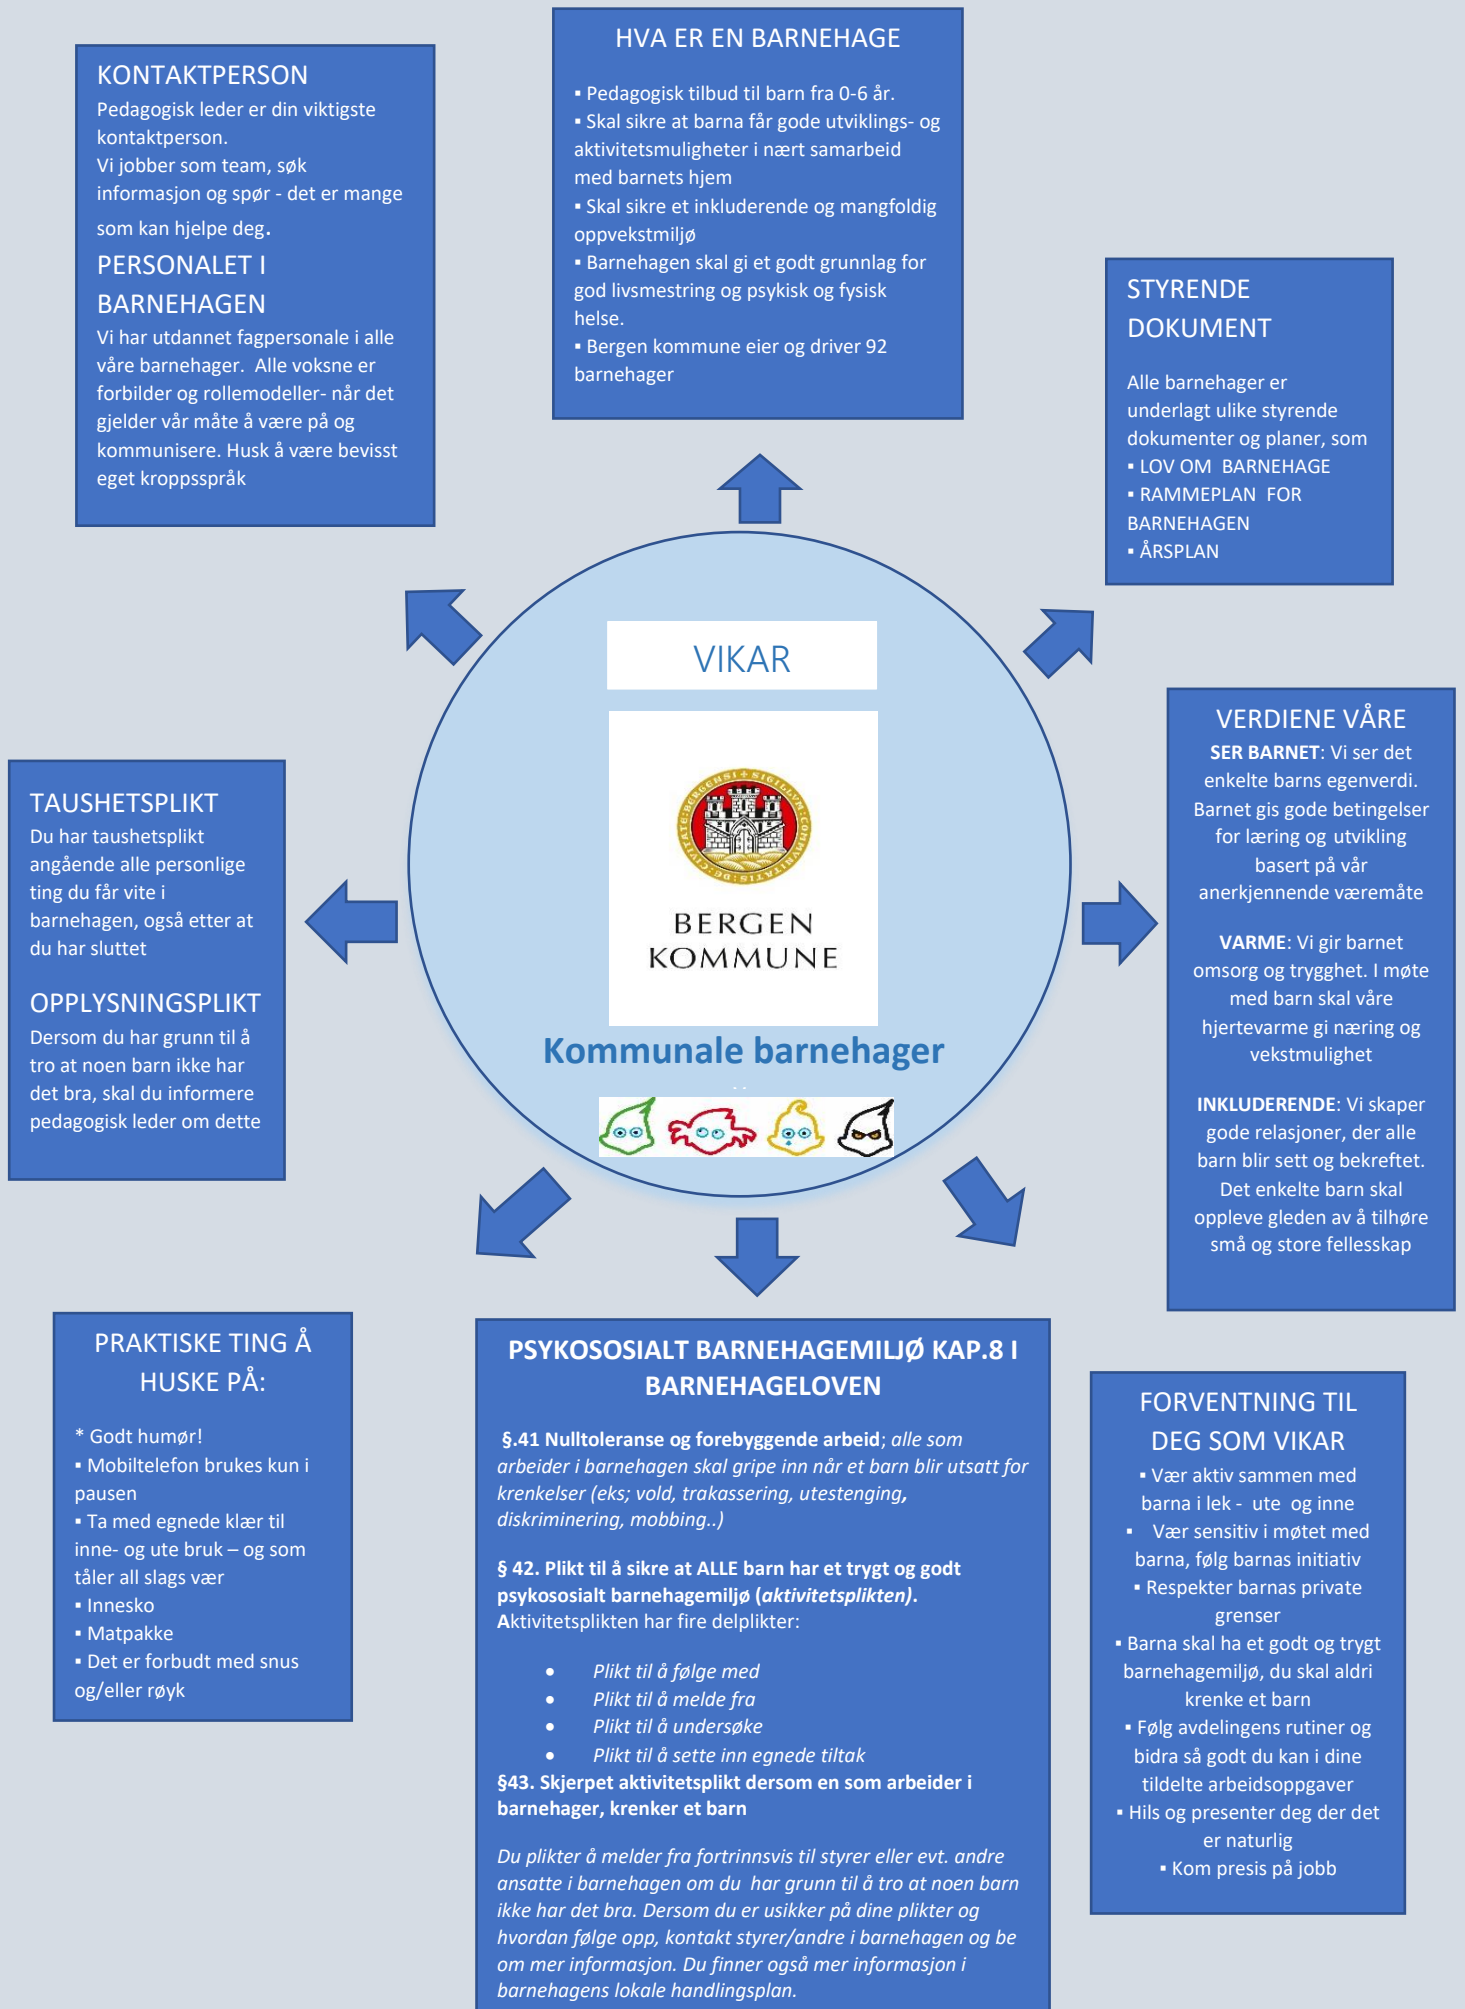 HVA ER EN BARNEHAGE
▪ Pedagogisk tilbud til barn fra 0-6 år.
▪ Skal sikre at barna får gode utviklings- og
aktivitetsmuligheter i nært samarbeid
med barnets hjem
▪ Skal sikre et inkluderende og mangfoldig
oppvekstmiljø
▪ Barnehagen skal gi et godt grunnlag for
god livsmestring og psykisk og fysisk
helse.
▪ Bergen kommune eier og driver 92
barnehager
KONTAKTPERSON
Pedagogisk leder er din viktigste
kontaktperson.
Vi jobber som team, søk
informasjon og spør - det er mange
som kan hjelpe deg.
PERSONALET I
BARNEHAGEN
Vi har utdannet fagpersonale i alle
våre barnehager.  Alle voksne er
forbilder og rollemodeller- når det
gjelder vår måte å være på og
kommunisere. Husk å være bevisst
eget kroppsspråk
STYRENDE
DOKUMENT
Alle barnehager er
underlagt ulike styrende
dokumenter og planer, som
▪ LOV OM  BARNEHAGE
▪ RAMMEPLAN  FOR
BARNEHAGEN
▪ ÅRSPLAN
VIKAR
BERGEN
KOMMUNE
Kommunale barnehager
VERDIENE VÅRE
SER BARNET: Vi ser det
enkelte barns egenverdi.
Barnet gis gode betingelser
for læring og utvikling
basert på vår
anerkjennende væremåte
VARME: Vi gir barnet
omsorg og trygghet. I møte
med barn skal våre
hjertevarme gi næring og
vekstmulighet
INKLUDERENDE: Vi skaper
gode relasjoner, der alle
barn blir sett og bekreftet.
Det enkelte barn skal
oppleve gleden av å tilhøre
små og store fellesskap
TAUSHETSPLIKT
Du har taushetsplikt
angående alle personlige
ting du får vite i
barnehagen, også etter at
du har sluttet
OPPLYSNINGSPLIKT
Dersom du har grunn til å
tro at noen barn ikke har
det bra, skal du informere
pedagogisk leder om dette
PRAKTISKE TING Å
HUSKE PÅ:
* Godt humør!
▪ Mobiltelefon brukes kun i
pausen
▪ Ta med egnede klær til
inne- og ute bruk – og som
tåler all slags vær
▪ Innesko
▪ Matpakke
▪ Det er forbudt med snus
og/eller røyk
PSYKOSOSIALT BARNEHAGEMILJØ KAP.8 I
BARNEHAGELOVEN
§.41 Nulltoleranse og forebyggende arbeid; alle som
arbeider i barnehagen skal gripe inn når et barn blir utsatt for
krenkelser (eks; vold, trakassering, utestenging,
diskriminering, mobbing..)
§ 42. Plikt til å sikre at ALLE barn har et trygt og godt
psykososialt barnehagemiljø (aktivitetsplikten).
Aktivitetsplikten har fire delplikter:
• Plikt til å følge med
• Plikt til å melde fra
• Plikt til å undersøke
• Plikt til å sette inn egnede tiltak
§43. Skjerpet aktivitetsplikt dersom en som arbeider i
barnehager, krenker et barn
Du plikter å melder fra fortrinnsvis til styrer eller evt. andre
ansatte i barnehagen om du  har grunn til å tro at noen barn
ikke har det bra. Dersom du er usikker på dine plikter og
hvordan følge opp, kontakt styrer/andre i barnehagen og be
om mer informasjon. Du finner også mer informasjon i
barnehagens lokale handlingsplan.
FORVENTNING TIL
DEG SOM VIKAR
▪ Vær aktiv sammen med
barna i lek -  ute  og inne
▪ Vær sensitiv i møtet med
barna, følg barnas initiativ
▪ Respekter barnas private
grenser
▪ Barna skal ha et godt og trygt
barnehagemiljø, du skal aldri
krenke et barn
▪ Følg avdelingens rutiner og
bidra så godt du kan i dine
tildelte arbeidsoppgaver
▪ Hils og presenter deg der det
er naturlig
▪ Kom presis på jobb